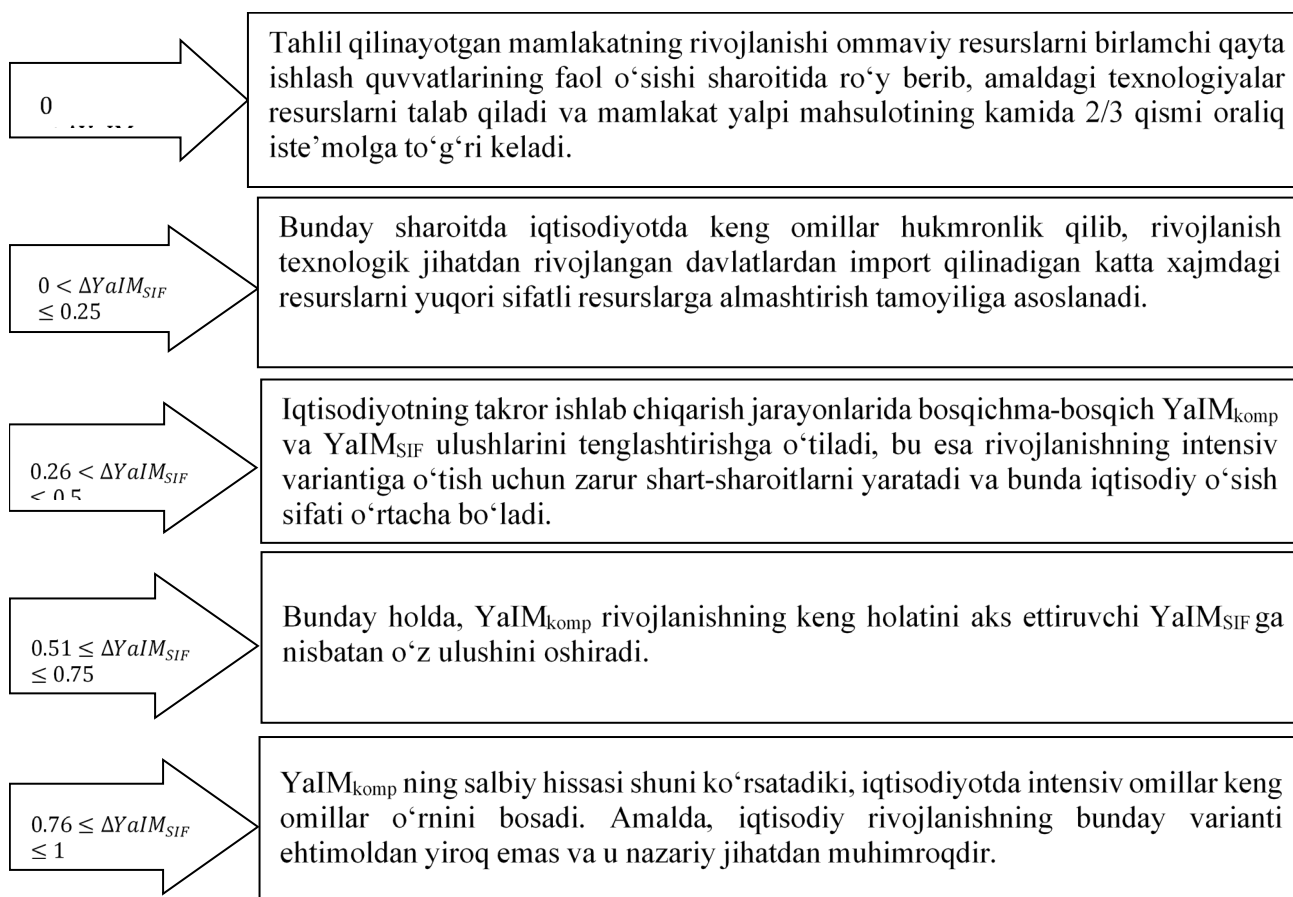 0
Tahlil qilinayotgan mamlakatning rivojlanishi ommaviy resurslarni birlamchi qayta
ishlash quvvatlarining faol o‘sishi sharoitida ro‘y berib, amaldagi texnologiyalar
resurslarni talab qiladi va mamlakat yalpi mahsulotining kamida 2/3 qismi oraliq
iste’molga to‘g‘ri keladi.
0 < ΔYaIM_SIF
≤ 0.25
Bunday sharoitda iqtisodiyotda keng omillar hukmronlik qilib, rivojlanish
texnologik jihatdan rivojlangan davlatlardan import qilinadigan katta xajmdagi
resurslarni yuqori sifatli resurslarga almashtirish tamoyiliga asoslanadi.
0.26 < ΔYaIM_SIF
≤ 0.5
Iqtisodiyotning takror ishlab chiqarish jarayonlarida bosqichma-bosqich YaIM_komp
va YaIM_SIF ulushlarini tenglashtirishga o‘tiladi, bu esa rivojlanishning intensiv
variantiga o‘tish uchun zarur shart-sharoitlarni yaratadi va bunda iqtisodiy o‘sish
sifati o‘rtacha bo‘ladi.
0.51 ≤ ΔYaIM_SIF
≤ 0.75
Bunday holda, YaIM_komp rivojlanishning keng holatini aks ettiruvchi YaIM_SIF ga
nisbatan o‘z ulushini oshiradi.
0.76 ≤ ΔYaIM_SIF
≤ 1
YaIM_komp ning salbiy hissasi shuni ko‘rsatadiki, iqtisodiyotda intensiv omillar keng
omillar o‘rnini bosadi. Amalda, iqtisodiy rivojlanishning bunday varianti
ehtimoldan yiroq emas va u nazariy jihatdan muhimroqdir.